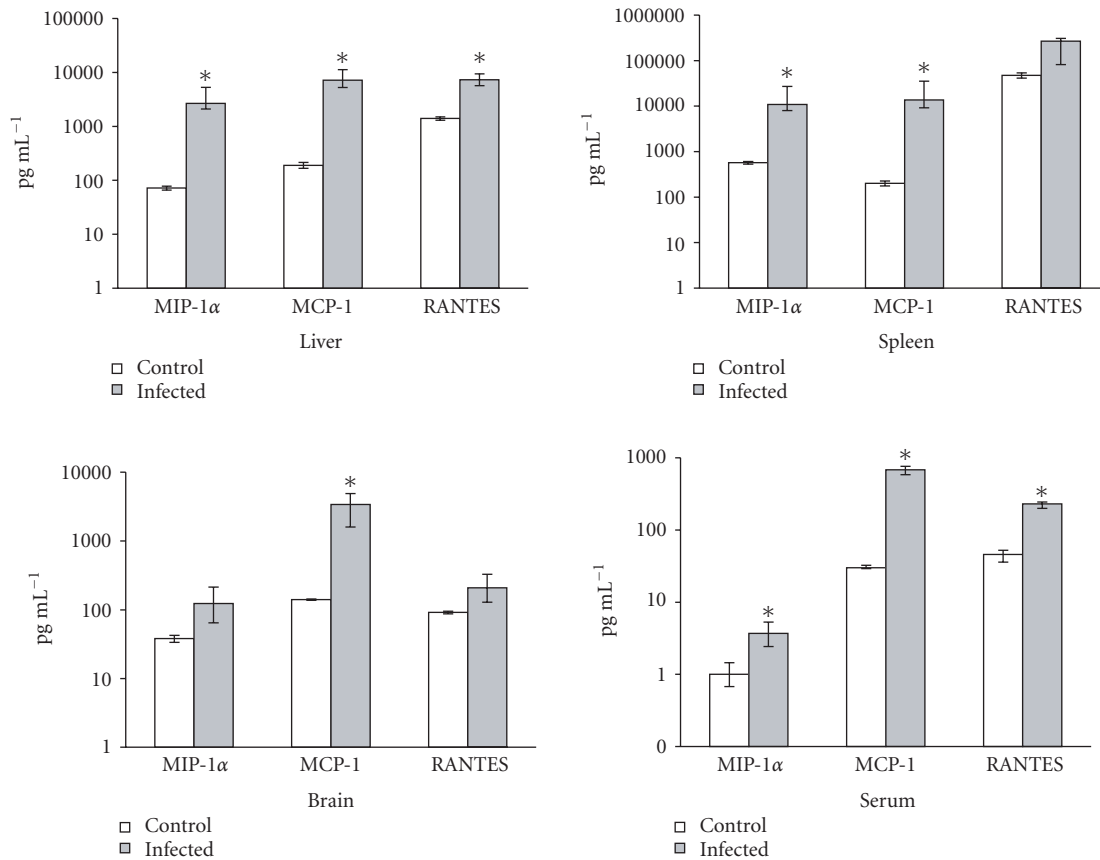 100000
10000
1000
100
10
1
pg mL−1
* * *
MIP-1α MCP-1 RANTES
Liver
Control
Infected
1000000
100000
10000
1000
100
10
1
pg mL−1
* *
MIP-1α MCP-1 RANTES
Spleen
Control
Infected
10000
1000
100
10
1
pg mL−1
*
MIP-1α MCP-1 RANTES
Brain
Control
Infected
1000
100
10
1
0
pg mL−1
* * *
MIP-1α MCP-1 RANTES
Serum
Control
Infected